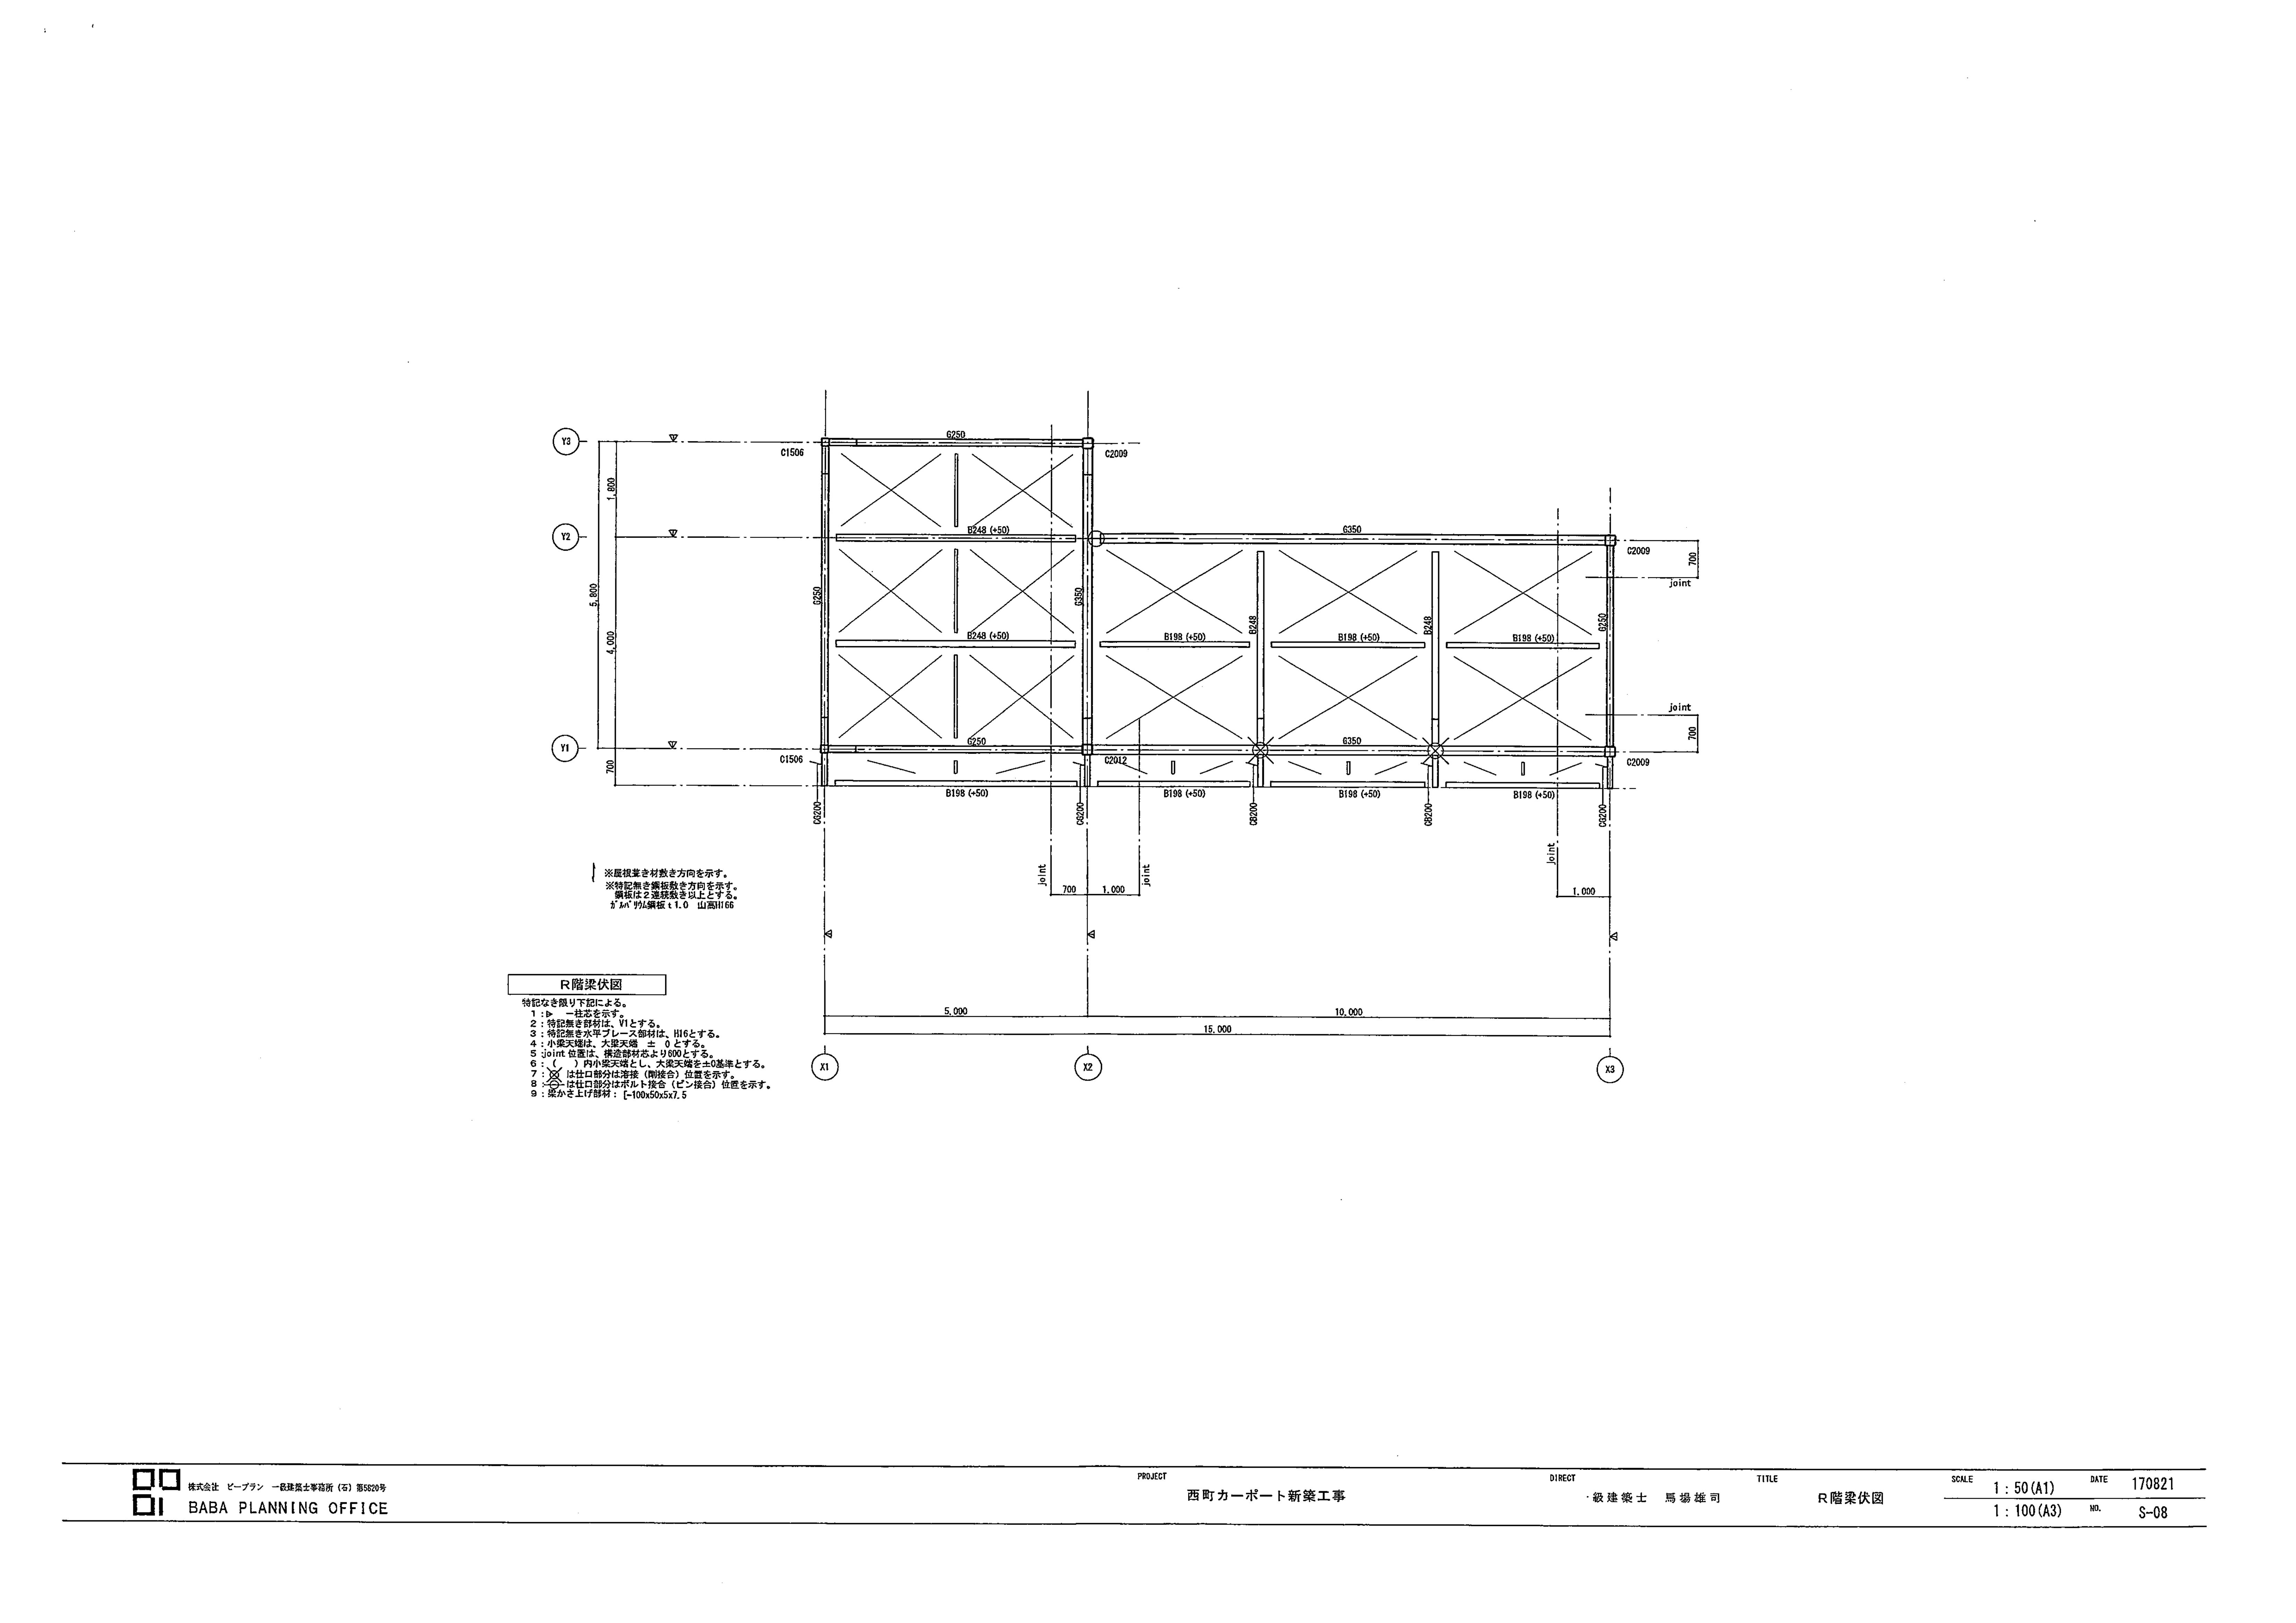 G250
Y3
C1506
C2009
1,800
B248 (+50)
G350
Y2
C2009
700
joint
G250
5,800
G350
B248
B248
G250
4,000
B248 (+50)
B198 (+50)
B198 (+50)
B198 (+50)
joint
700
G250
G350
Y1
C1506
C2012
C2009
700
B198 (+50)
B198 (+50)
B198 (+50)
B198 (+50)
CG200
CG200
CB200
CB200
CG200
joint
joint
joint
700
1,000
1,000
※屋根葺き材敷き方向を示す。
※特記無き鋼板敷き方向を示す。
鋼板は2連続敷き以上とする。
ｶﾞﾙﾊﾞﾘｳﾑ鋼板 t1.0 山高H166
R階梁伏図
特記なき限り下記による。
1 : 一柱芯を示す。
2 : 特記無き部材は、V1とする。
3 : 特記無き水平ブレース部材は、H16とする。
4 : 小梁天端は、大梁天端 ± 0 とする。
5 : joint 位置は、構造部材芯より600とする。
6 : ( ) 内小梁天端とし、大梁天端を±0基準とする。
7 : は仕口部分は溶接(剛接合)位置を示す。
8 : は仕口部分はボルト接合(ピン接合)位置を示す。
9 : 梁かさ上げ部材: [-100x50x5x7.5
5,000
10,000
15,000
X1
X2
X3
株式会社 ビープラン 一級建築士事務所 (石) 第5820号
BABA PLANNING OFFICE
PROJECT
西町カーポート新築工事
DIRECT
級建築士 馬場雄司
TITLE
R階梁伏図
SCALE
1 : 50(A1)
1 : 100(A3)
DATE
170821
NO.
S-08